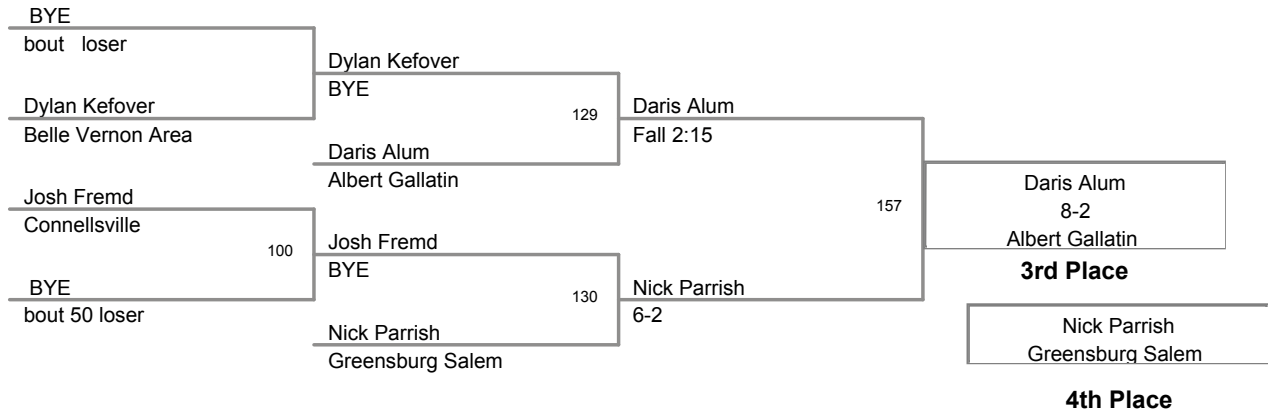 BYE
bout loser
Dylan Kefover
Belle Vernon Area
Josh Fremd
Connellsville
100
BYE
bout 50 loser
Dylan Kefover
BYE
129
Daris Alum
Albert Gallatin
Josh Fremd
BYE
130
Nick Parrish
Greensburg Salem
Daris Alum
Fall 2:15
157
Nick Parrish
6-2
Daris Alum
8-2
Albert Gallatin
3rd Place
Nick Parrish
Greensburg Salem
4th Place